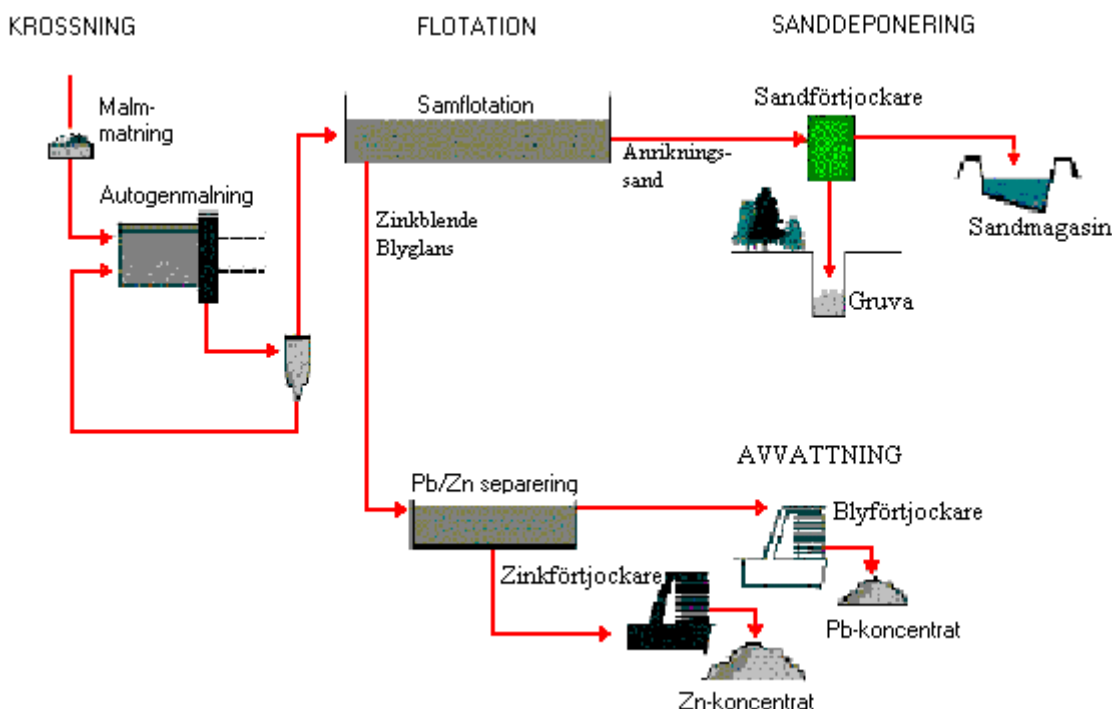 KROSSNING
FLOTATION
SANDDEPONERING
Malm-
matning
Autogenmalning
Samflotation
Zinkblende
Blyglans
Anriknings-
sand
Sandförtjockare
Sandmagasin
Gruva
Pb/Zn separering
AVVATTNING
Blyförtjockare
Pb-koncentrat
Zinkförtjockare
Zn-koncentrat